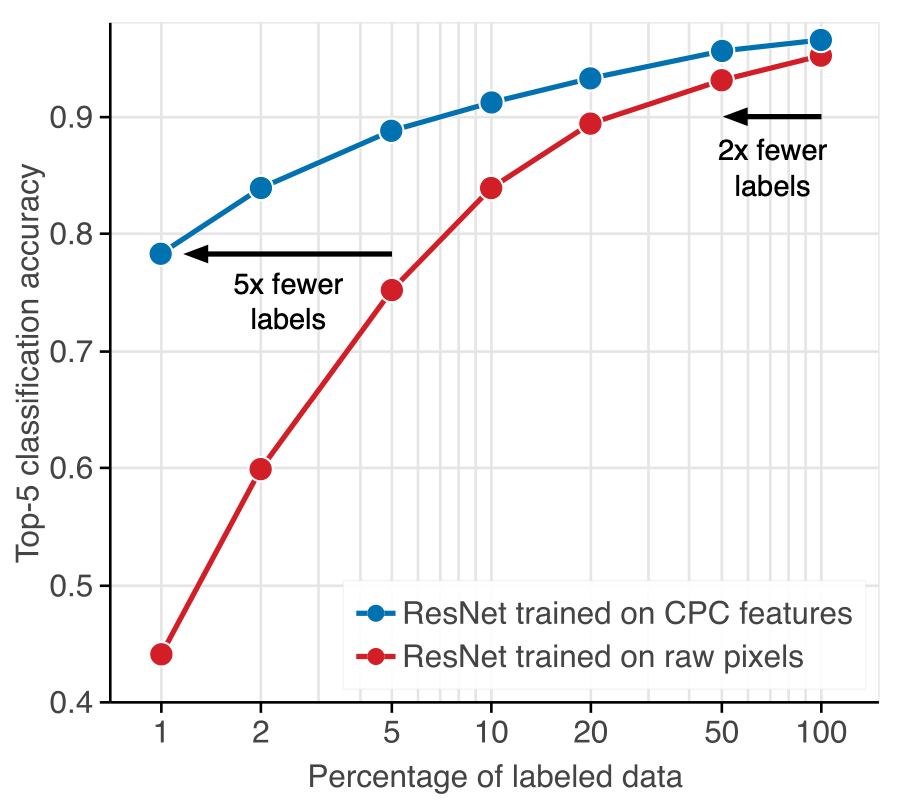 Top-5 classification accuracy
0.9
0.8
0.7
0.6
0.5
0.4
2x fewer
labels
5x fewer
labels
ResNet trained on CPC features
ResNet trained on raw pixels
1 2 5 10 20 50 100
Percentage of labeled data